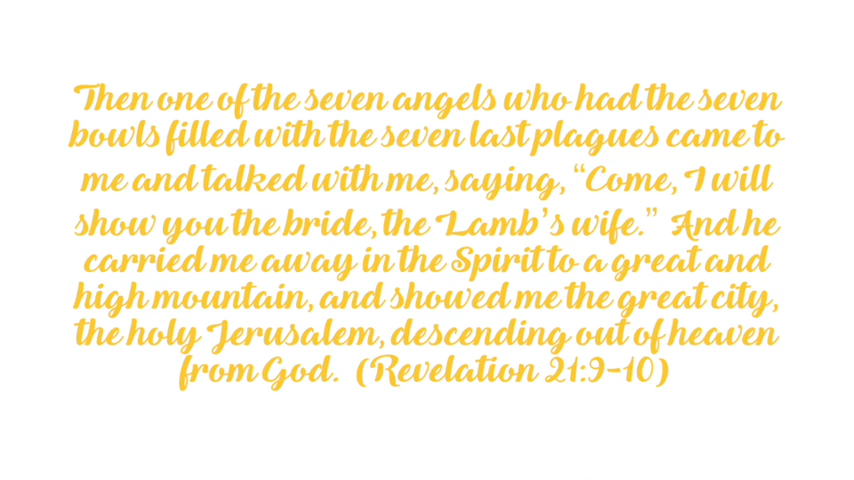 Then one of the seven angels who had the seven
bowls filled with the seven last plagues came to
me and talked with me, saying, “Come, I will
show you the bride, the Lamb’s wife.” And he
carried me away in the Spirit to a great and
high mountain, and showed me the great city,
the holy Jerusalem, descending out of heaven
from God. (Revelation 21:9-10)